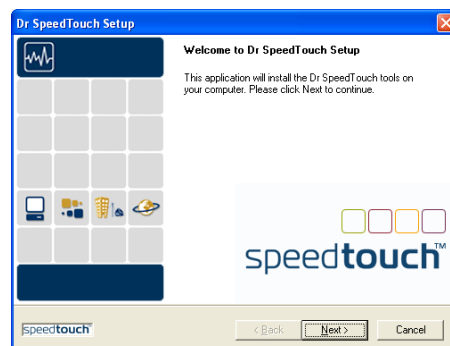 Dr SpeedTouch Setup
Welcome to Dr SpeedTouch Setup
This application will install the Dr SpeedTouch tools on
your computer. Please click Next to continue.
speedtouch™
speedtouch™
< Back
Next >
Cancel